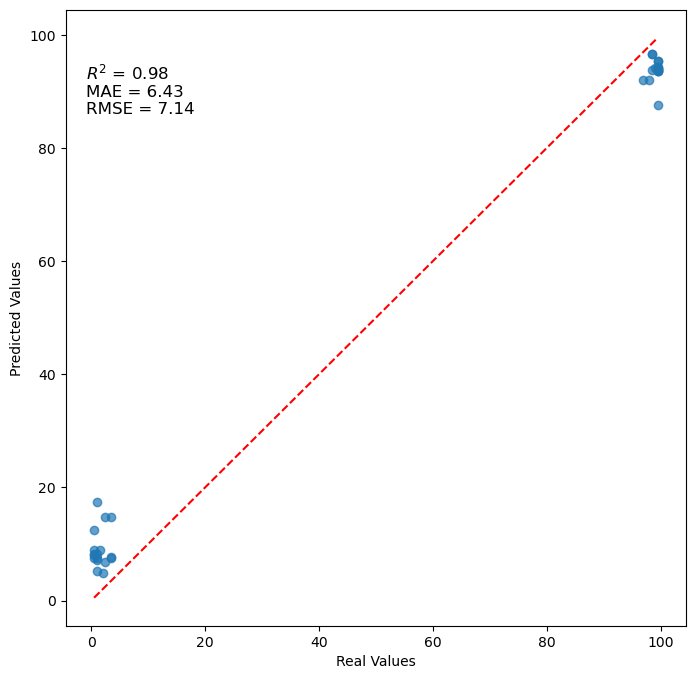 100
80
60
40
20
0
R² = 0.98
MAE = 6.43
RMSE = 7.14
Predicted Values
0 20 40 60 80 100
Real Values